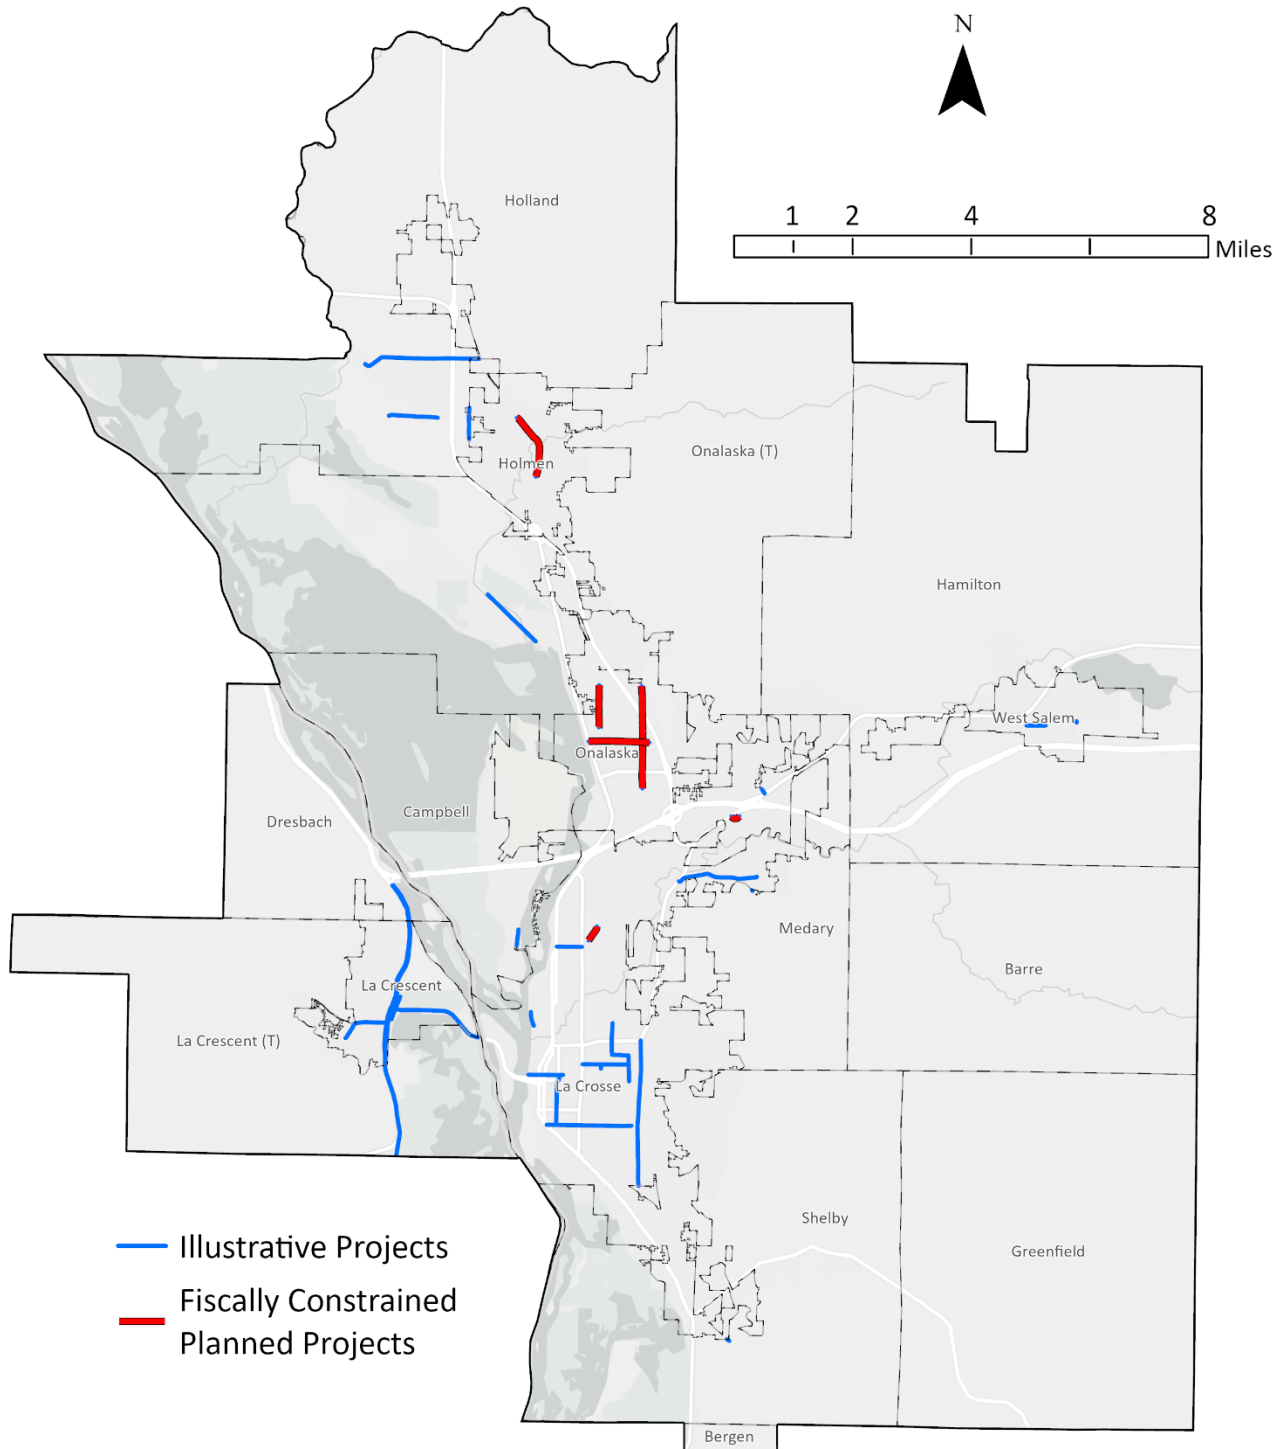 N
Holland
1 2 4 8
Miles
Holmen
Onalaska (T)
Hamilton
West Salem
Onalaska
Campbell
Dresbach
Medary
Barre
La Crescent
La Crescent (T)
La Crosse
Shelby
Greenfield
Illustrative Projects
Fiscally Constrained
Planned Projects
Bergen